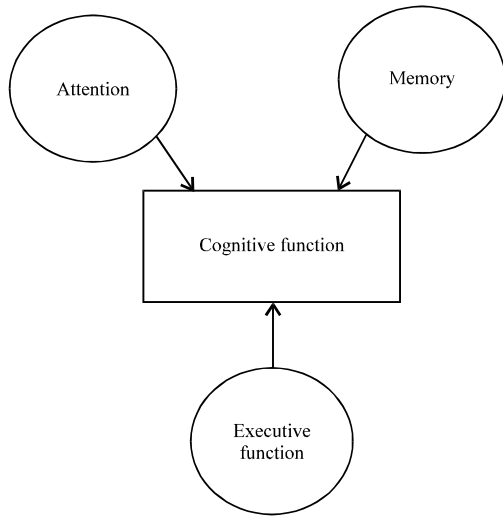 Attention
Memory
Cognitive function
Executive
function